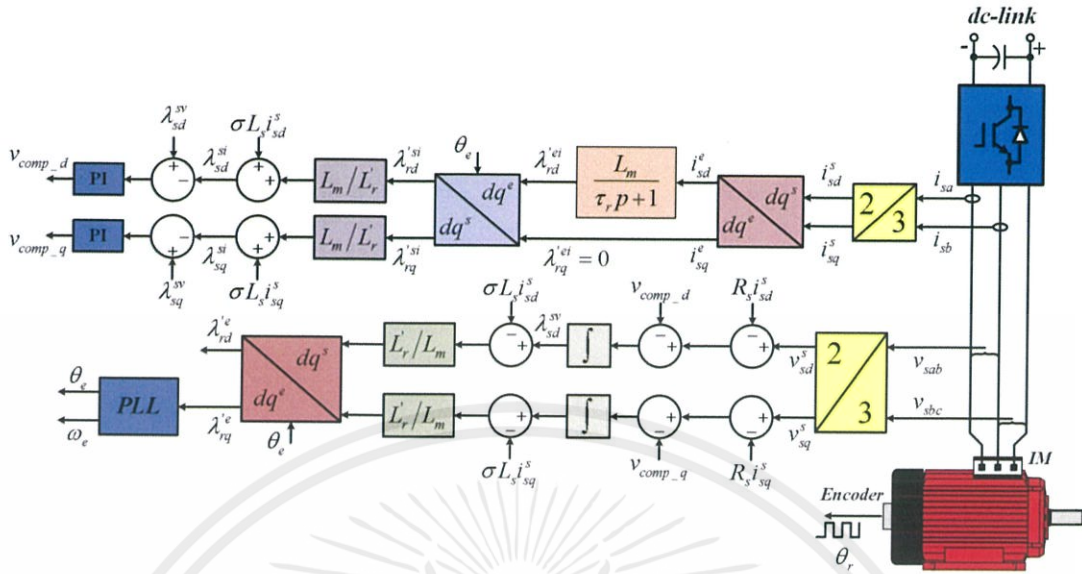 dc-link
- +
λ_sd^sv σL_s i_sd^s
v_comp_d PI + - λ_sd^si + + L_m/L'_r λ'_rd^si θ_e dq^e dq^s λ'_rd^ei L_m/(τ_r p+1) i_sd^e dq^s dq^e i_sd^s 2 3 i_sa
v_comp_q PI - + λ_sq^si + + L_m/L'_r λ'_rq^si λ'_rq^ei = 0 i_sq^e i_sq^s i_sb
λ_sq^sv σL_s i_sq^s
σL_s i_sd^s v_comp_d R_s i_sd^s
λ'_rd^e dq^s dq^e L'_r/L_m - + λ_sd^sv ∫ - + - + v_sd^s 2 3 v_sab
θ_e PLL
ω_e λ'_rq^e θ_e L'_r/L_m + - ∫ + - + - v_sq^s v_sbc
σL_s i_sq^s v_comp_q R_s i_sq^s
IM
Encoder
θ_r